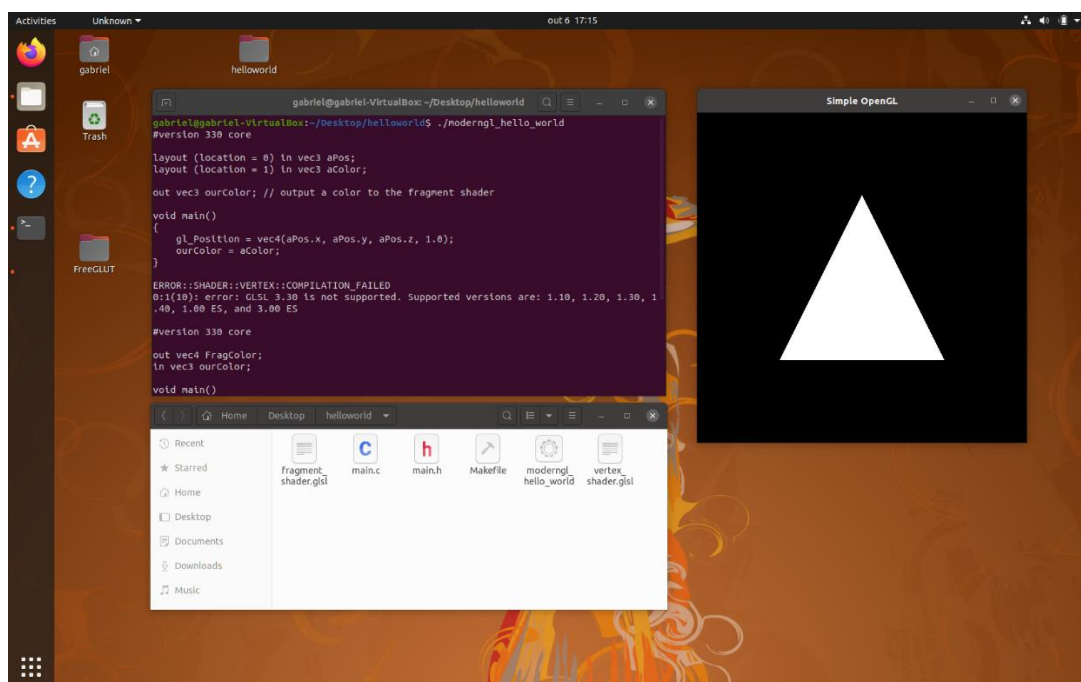 Activities
Unknown
out 6 17:15
gabriel
helloworld
Trash
FreeGLUT
gabriel@gabriel-VirtualBox: ~/Desktop/helloworld
gabriel@gabriel-VirtualBox:~/Desktop/helloworld$ ./moderngl_hello_world
#version 330 core
layout (location = 0) in vec3 aPos;
layout (location = 1) in vec3 aColor;
out vec3 ourColor; // output a color to the fragment shader
void main()
{
gl_Position = vec4(aPos.x, aPos.y, aPos.z, 1.0);
ourColor = aColor;
}
ERROR::SHADER::VERTEX::COMPILATION_FAILED
0:1(10): error: GLSL 3.30 is not supported. Supported versions are: 1.10, 1.20, 1.30, 1
.40, 1.00 ES, and 3.00 ES
#version 330 core
out vec4 FragColor;
in vec3 ourColor;
void main()
Simple OpenGL
Home Desktop helloworld
Recent
Starred
Home
Desktop
Documents
Downloads
Music
fragment_
shader.glsl
main.c
main.h
Makefile
moderngl_
hello_world
vertex_
shader.glsl